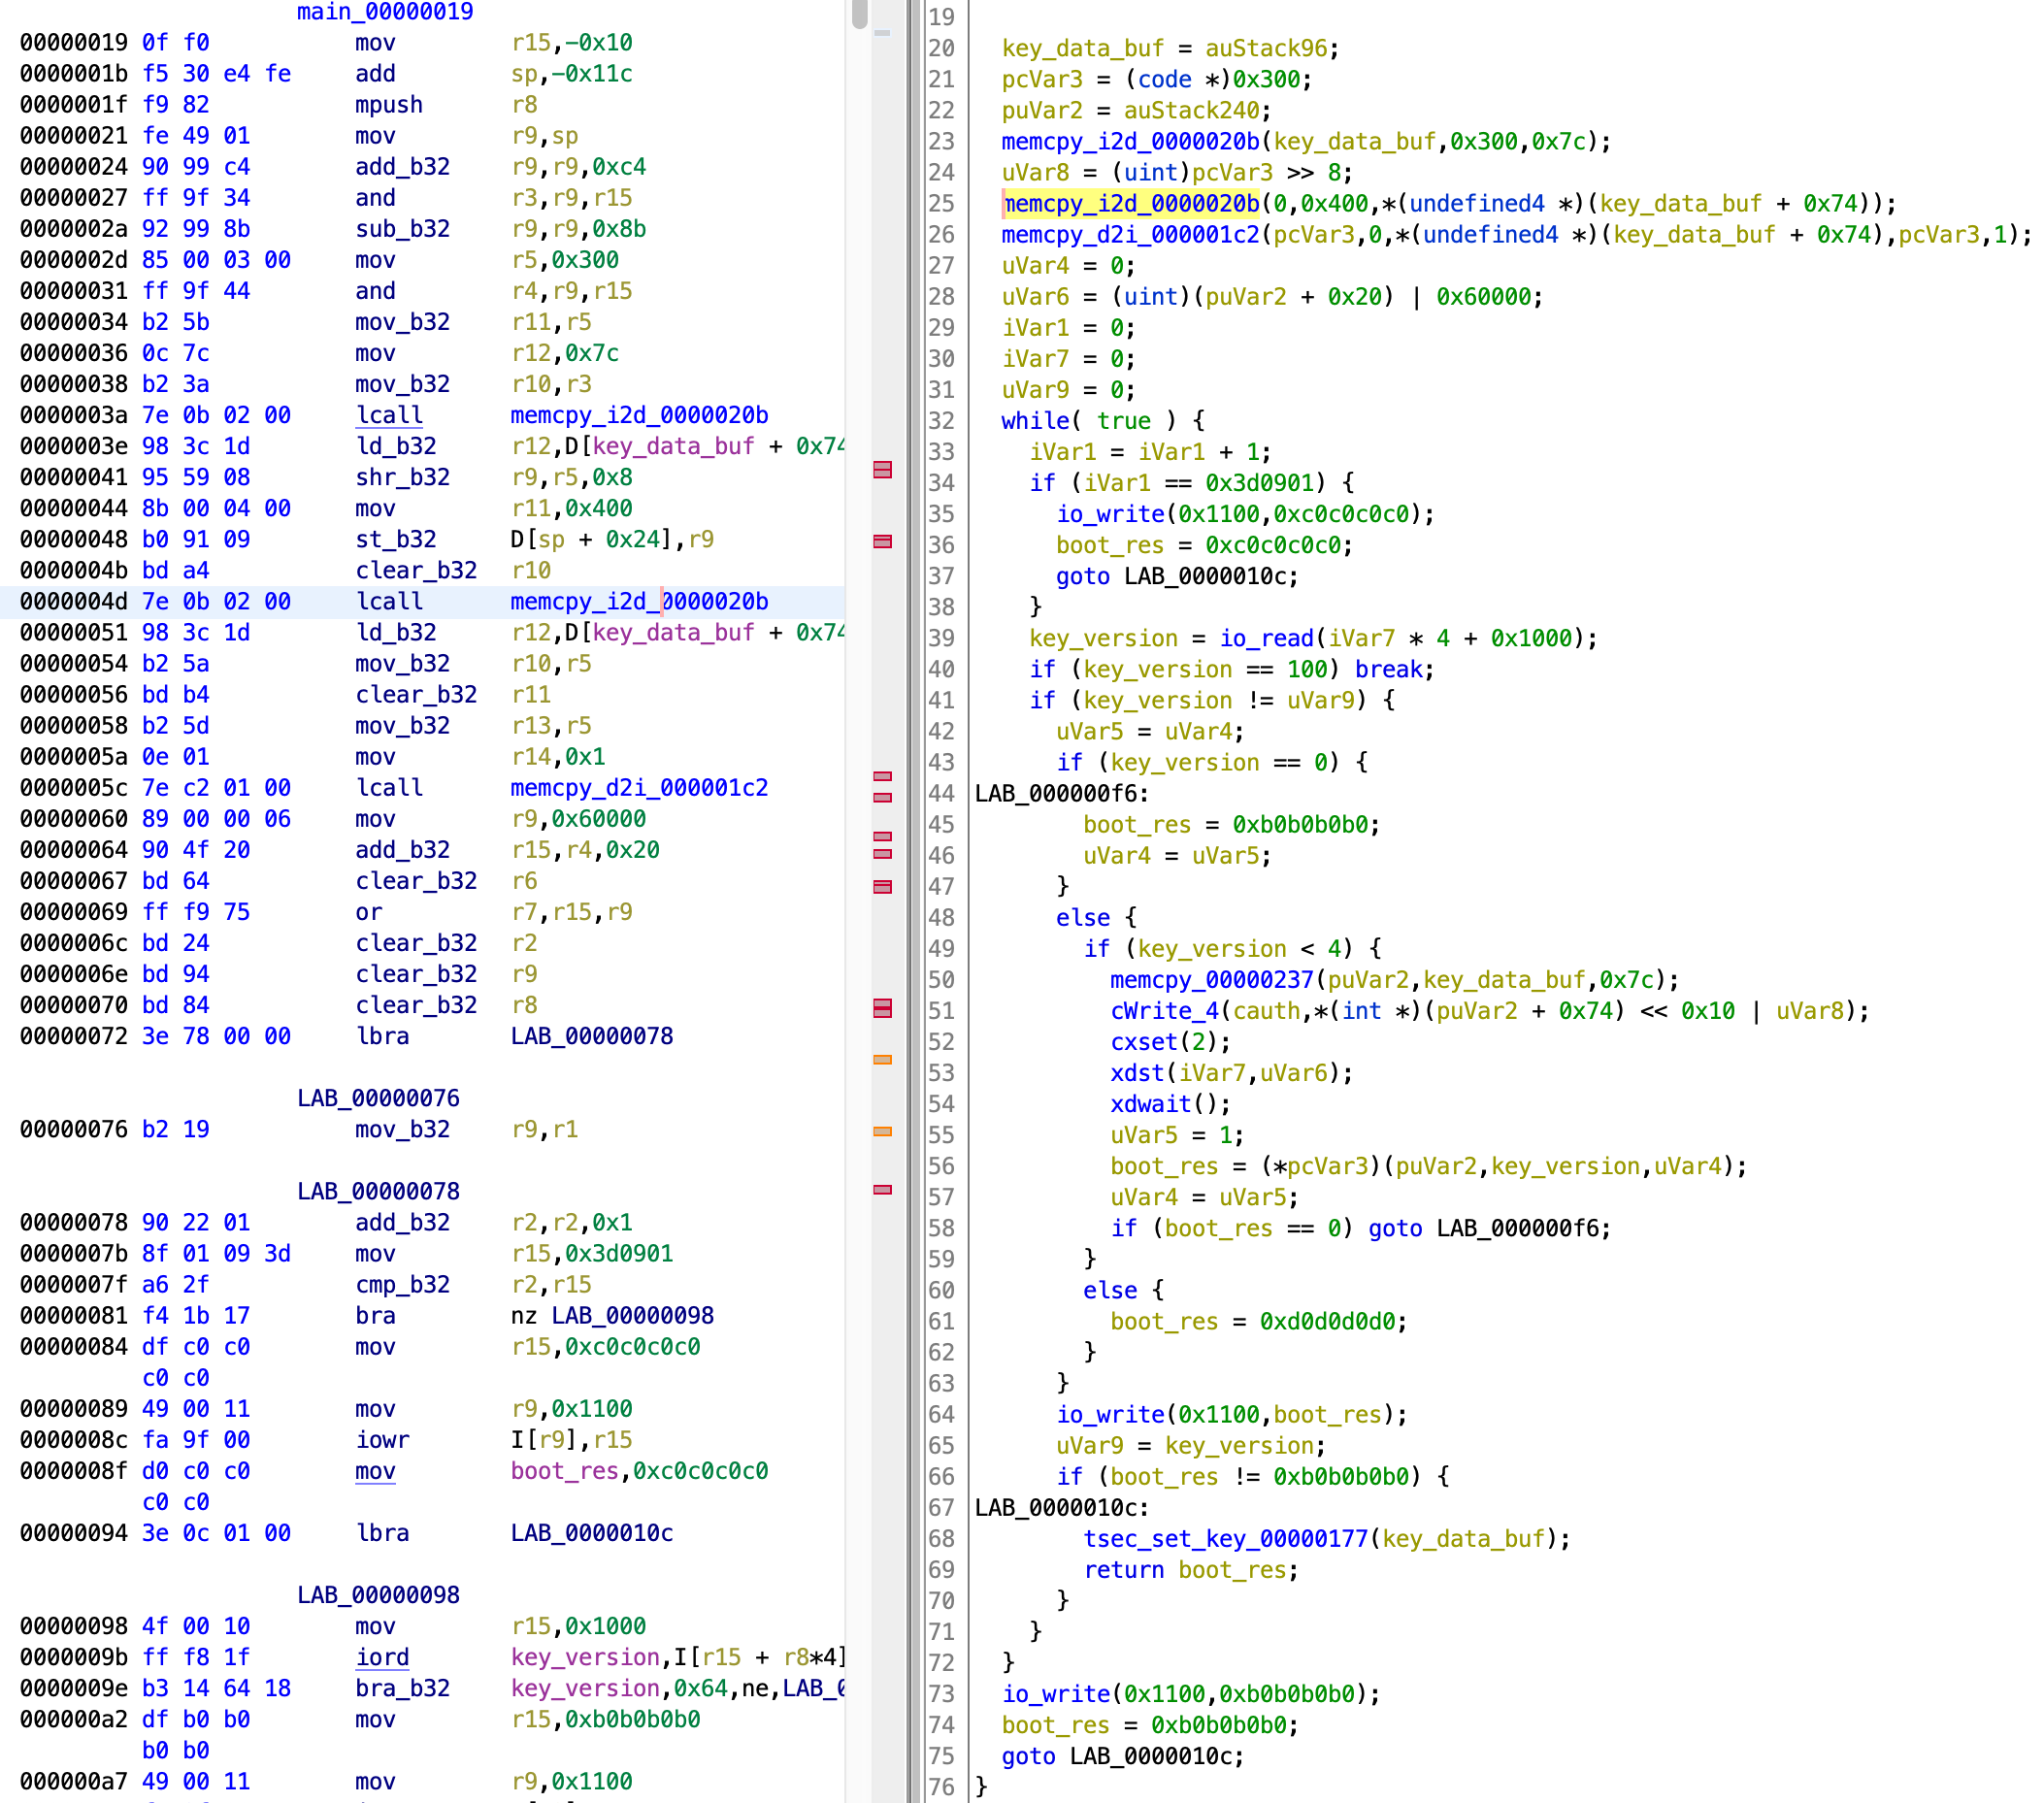 main_00000019
00000019 0f f0 mov r15,-0x10
0000001b f5 30 e4 fe add sp,-0x11c
0000001f f9 82 mpush r8
00000021 fe 49 01 mov r9,sp
00000024 90 99 c4 add_b32 r9,r9,0xc4
00000027 ff 9f 34 and r3,r9,r15
0000002a 92 99 8b sub_b32 r9,r9,0x8b
0000002d 85 00 03 00 mov r5,0x300
00000031 ff 9f 44 and r4,r9,r15
00000034 b2 5b mov_b32 r11,r5
00000036 0c 7c mov r12,0x7c
00000038 b2 3a mov_b32 r10,r3
0000003a 7e 0b 02 00 lcall memcpy_i2d_0000020b
0000003e 98 3c 1d ld_b32 r12,D[key_data_buf + 0x74
00000041 95 59 08 shr_b32 r9,r5,0x8
00000044 8b 00 04 00 mov r11,0x400
00000048 b0 91 09 st_b32 D[sp + 0x24],r9
0000004b bd a4 clear_b32 r10
0000004d 7e 0b 02 00 lcall memcpy_i2d_0000020b
00000051 98 3c 1d ld_b32 r12,D[key_data_buf + 0x74
00000054 b2 5a mov_b32 r10,r5
00000056 bd b4 clear_b32 r11
00000058 b2 5d mov_b32 r13,r5
0000005a 0e 01 mov r14,0x1
0000005c 7e c2 01 00 lcall memcpy_d2i_000001c2
00000060 89 00 00 06 mov r9,0x60000
00000064 90 4f 20 add_b32 r15,r4,0x20
00000067 bd 64 clear_b32 r6
00000069 ff f9 75 or r7,r15,r9
0000006c bd 24 clear_b32 r2
0000006e bd 94 clear_b32 r9
00000070 bd 84 clear_b32 r8
00000072 3e 78 00 00 lbra LAB_00000078
LAB_00000076
00000076 b2 19 mov_b32 r9,r1
LAB_00000078
00000078 90 22 01 add_b32 r2,r2,0x1
0000007b 8f 01 09 3d mov r15,0x3d0901
0000007f a6 2f cmp_b32 r2,r15
00000081 f4 1b 17 bra nz LAB_00000098
00000084 df c0 c0 mov r15,0xc0c0c0c0
c0 c0
00000089 49 00 11 mov r9,0x1100
0000008c fa 9f 00 iowr I[r9],r15
0000008f d0 c0 c0 mov boot_res,0xc0c0c0c0
c0 c0
00000094 3e 0c 01 00 lbra LAB_0000010c
LAB_00000098
00000098 4f 00 10 mov r15,0x1000
0000009b ff f8 1f iord key_version,I[r15 + r8*4]
0000009e b3 14 64 18 bra_b32 key_version,0x64,ne,LAB_0
000000a2 df b0 b0 mov r15,0xb0b0b0b0
b0 b0
000000a7 49 00 11 mov r9,0x1100
19
20 key_data_buf = auStack96;
21 pcVar3 = (code *)0x300;
22 puVar2 = auStack240;
23 memcpy_i2d_0000020b(key_data_buf,0x300,0x7c);
24 uVar8 = (uint)pcVar3 >> 8;
25 memcpy_i2d_0000020b(0,0x400,*(undefined4 *)(key_data_buf + 0x74));
26 memcpy_d2i_000001c2(pcVar3,0,*(undefined4 *)(key_data_buf + 0x74),pcVar3,1);
27 uVar4 = 0;
28 uVar6 = (uint)(puVar2 + 0x20) | 0x60000;
29 iVar1 = 0;
30 iVar7 = 0;
31 uVar9 = 0;
32 while( true ) {
33 iVar1 = iVar1 + 1;
34 if (iVar1 == 0x3d0901) {
35 io_write(0x1100,0xc0c0c0c0);
36 boot_res = 0xc0c0c0c0;
37 goto LAB_0000010c;
38 }
39 key_version = io_read(iVar7 * 4 + 0x1000);
40 if (key_version == 100) break;
41 if (key_version != uVar9) {
42 uVar5 = uVar4;
43 if (key_version == 0) {
44 LAB_000000f6:
45 boot_res = 0xb0b0b0b0;
46 uVar4 = uVar5;
47 }
48 else {
49 if (key_version < 4) {
50 memcpy_00000237(puVar2,key_data_buf,0x7c);
51 cWrite_4(cauth,*(int *)(puVar2 + 0x74) << 0x10 | uVar8);
52 cxset(2);
53 xdst(iVar7,uVar6);
54 xdwait();
55 uVar5 = 1;
56 boot_res = (*pcVar3)(puVar2,key_version,uVar4);
57 uVar4 = uVar5;
58 if (boot_res == 0) goto LAB_000000f6;
59 }
60 else {
61 boot_res = 0xd0d0d0d0;
62 }
63 }
64 io_write(0x1100,boot_res);
65 uVar9 = key_version;
66 if (boot_res != 0xb0b0b0b0) {
67 LAB_0000010c:
68 tsec_set_key_00000177(key_data_buf);
69 return boot_res;
70 }
71 }
72 }
73 io_write(0x1100,0xb0b0b0b0);
74 boot_res = 0xb0b0b0b0;
75 goto LAB_0000010c;
76 }